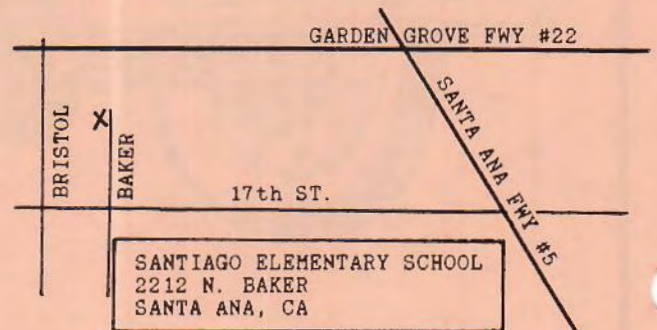 GARDEN GROVE FWY #22
SANTA ANA FWY #5
BRISTOL
X
BAKER
17th ST.
SANTIAGO ELEMENTARY SCHOOL
2212 N. BAKER
SANTA ANA, CA